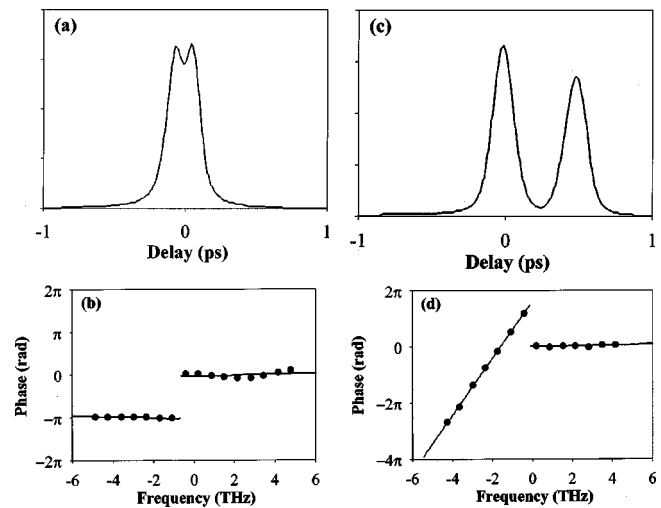 (a)
-1
0
1
Delay (ps)
(c)
-1
0
1
Delay (ps)
(b)
Phase (rad)
2π
π
0
−π
−2π
-6
-4
-2
0
2
4
6
Frequency (THz)
(d)
Phase (rad)
2π
0
-2π
-4π
-6
-4
-2
0
2
4
6
Frequency (THz)